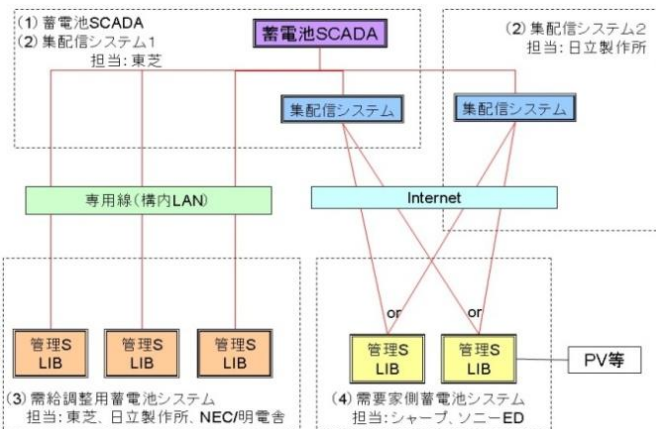 (1) 蓄電池SCADA
(2) 集配信システム1
担当: 東芝
蓄電池SCADA
(2) 集配信システム2
担当: 日立製作所
集配信システム
集配信システム
専用線(構内LAN)
Internet
or
or
管理S
LIB
管理S
LIB
管理S
LIB
管理S
LIB
管理S
LIB
PV等
(3) 需給調整用蓄電池システム
担当: 東芝、日立製作所、NEC/明電舎
(4) 需要家側蓄電池システム
担当: シャープ、ソニーED